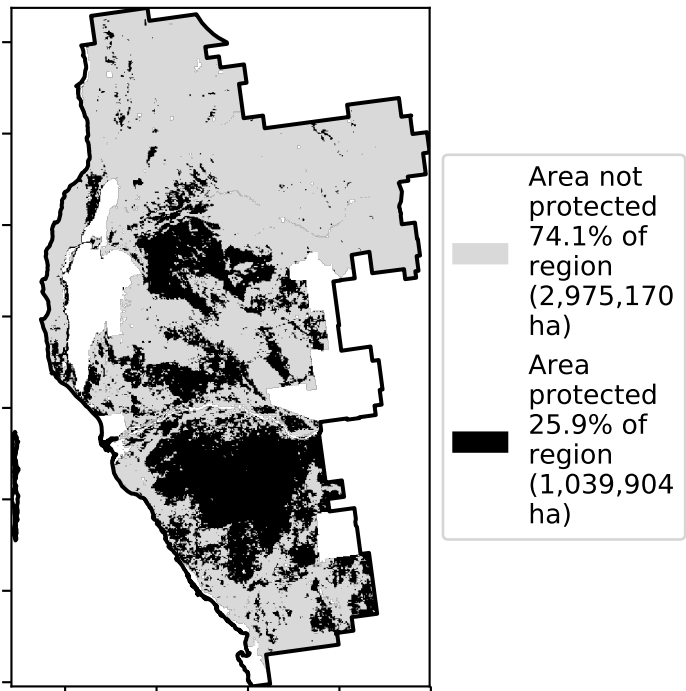 Area not
protected
74.1% of
region
(2,975,170
ha)
Area
protected
25.9% of
region
(1,039,904
ha)